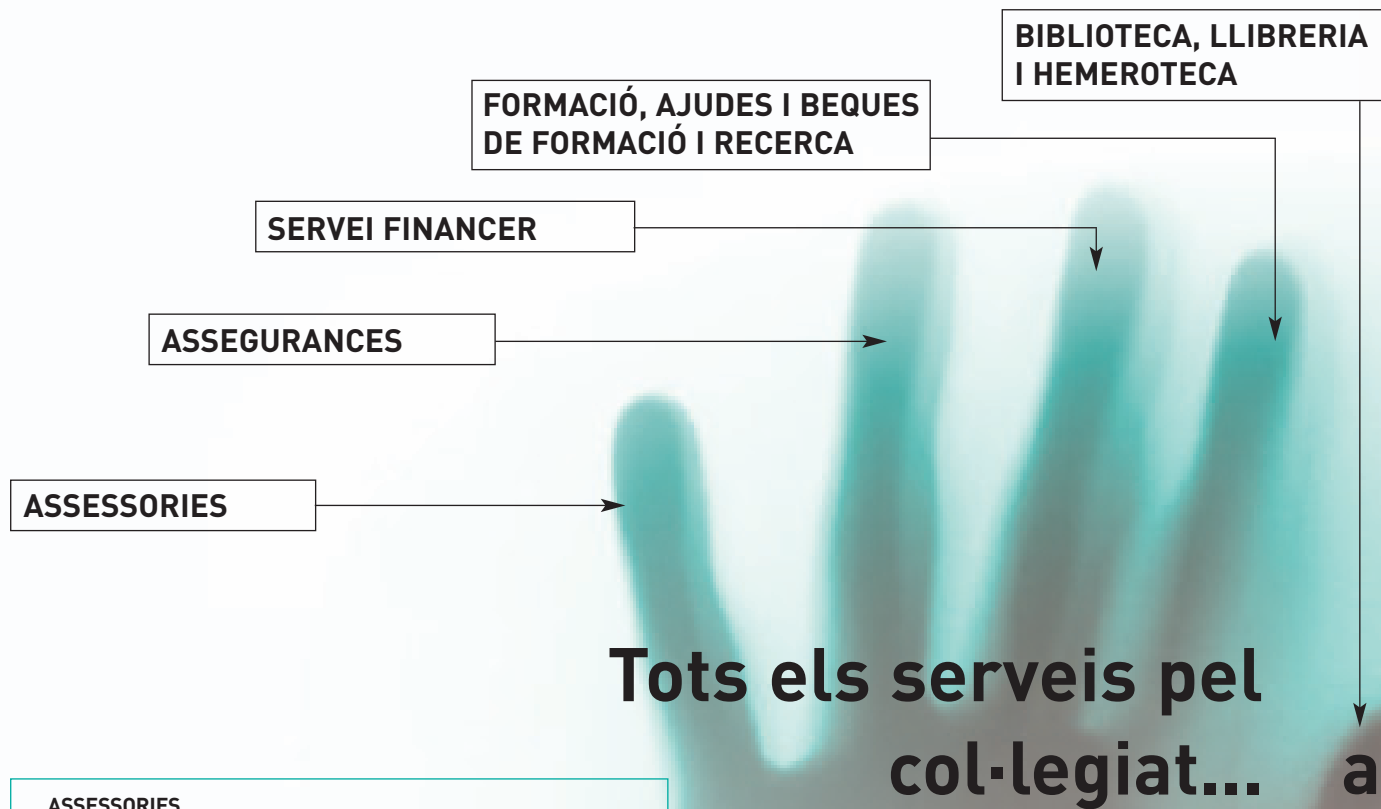 BIBLIOTECA, LLIBRERIA
I HEMEROTECA
FORMACIÓ, AJUDES I BEQUES
DE FORMACIÓ I RECERCA
SERVEI FINANCER
ASSEGURANCES
ASSESSORIES
Tots els serveis pel
col·legiat... a
ASSESSORIES